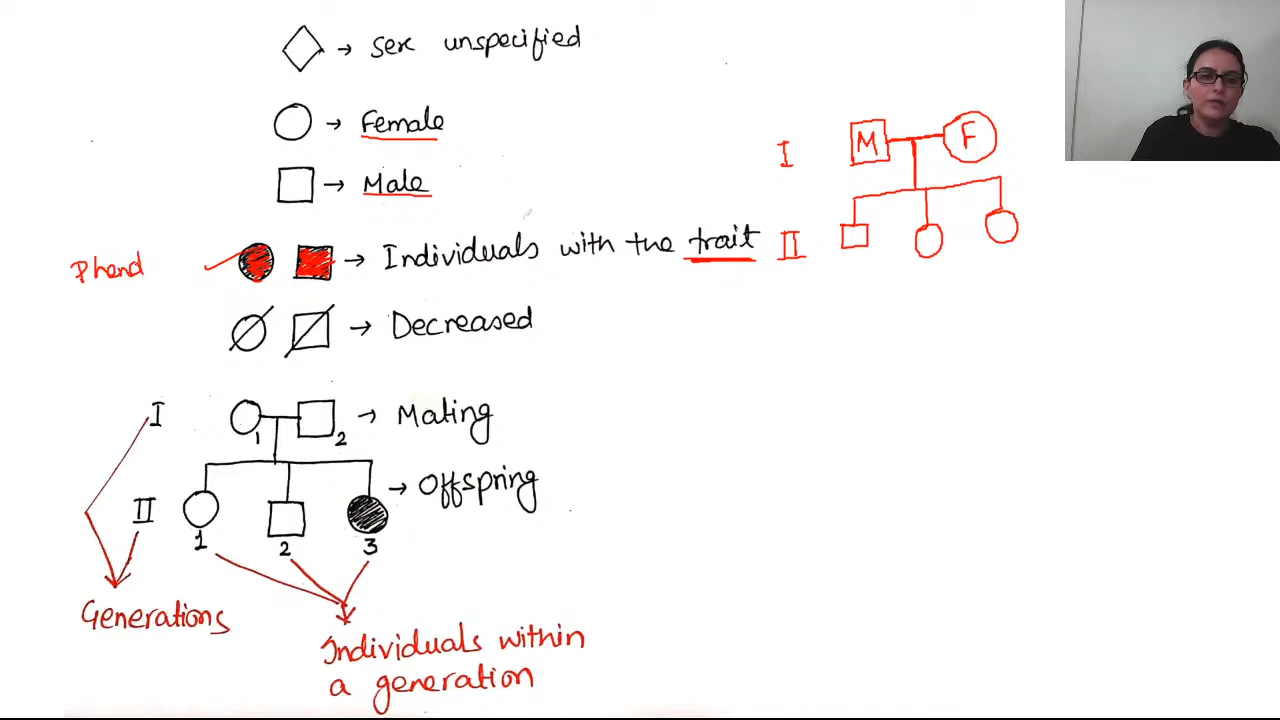 → Sex unspecified
→ Female
→ Male
→ Individuals with the trait
Phend
→ Decreased
I
1
2
→ Mating
II
→ Offspring
1
2
3
Generations
Individuals within
a generation
I
M
F
II